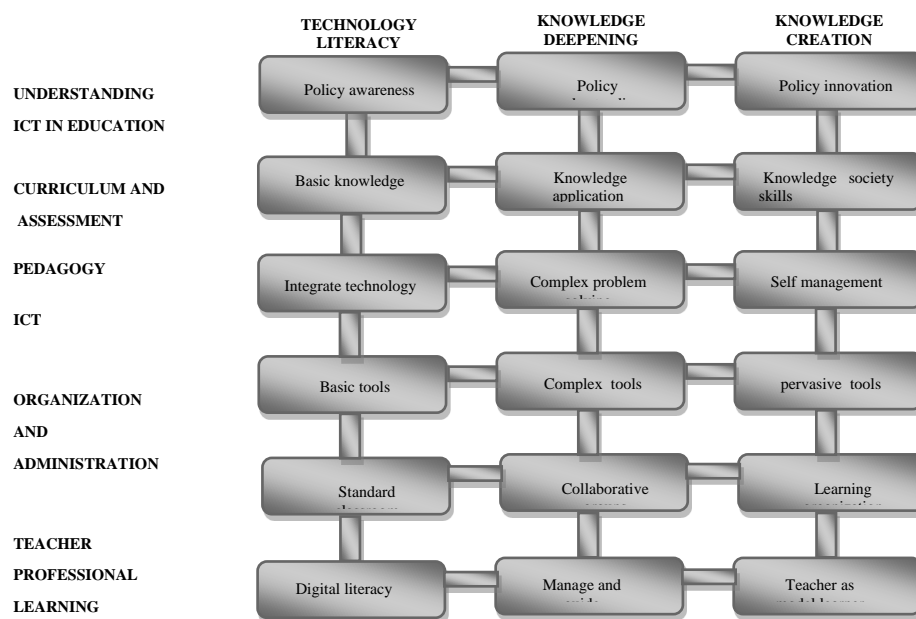 TECHNOLOGY
LITERACY
KNOWLEDGE
DEEPENING
KNOWLEDGE
CREATION
UNDERSTANDING
ICT IN EDUCATION
Policy awareness
Policy
Policy innovation
CURRICULUM AND
ASSESSMENT
Basic knowledge
Knowledge
application
Knowledge society
skills
PEDAGOGY
Integrate technology
Complex problem
Self management
ICT
Basic tools
Complex tools
pervasive tools
ORGANIZATION
AND
ADMINISTRATION
Standard
Collaborative
Learning
TEACHER
PROFESSIONAL
LEARNING
Digital literacy
Manage and
Teacher as